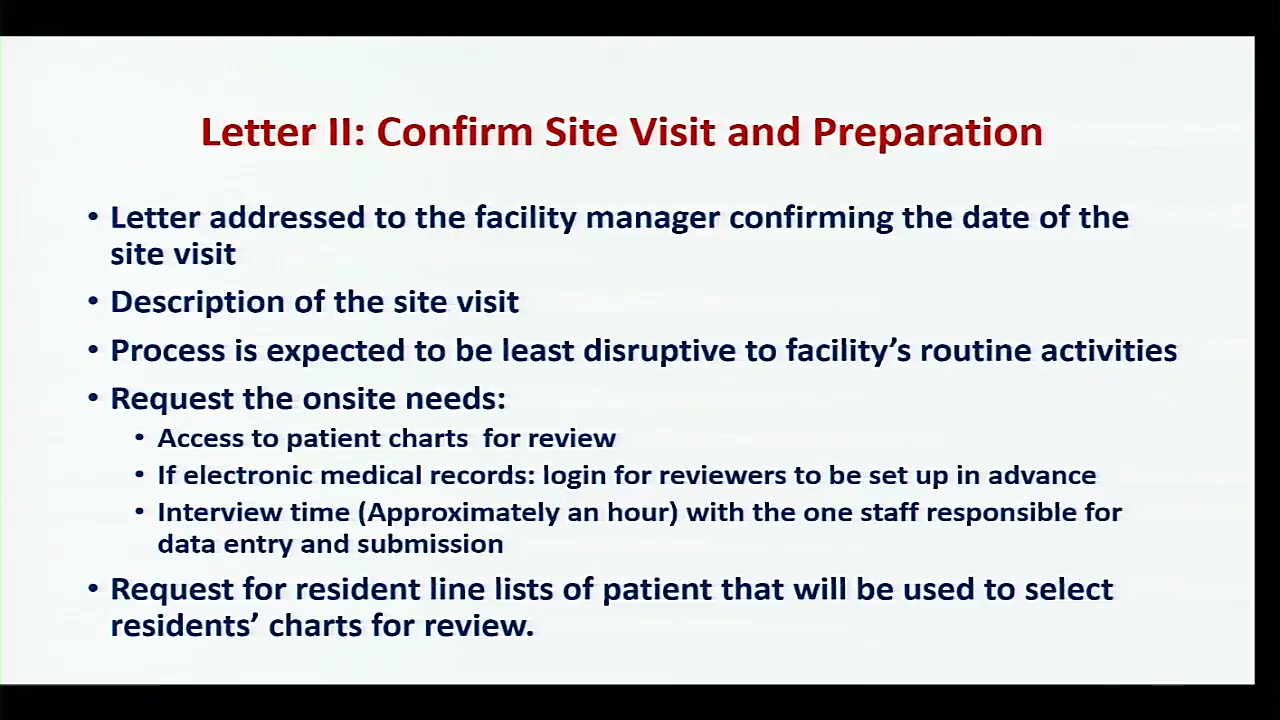 Letter II: Confirm Site Visit and Preparation
• Letter addressed to the facility manager confirming the date of the
site visit
• Description of the site visit
• Process is expected to be least disruptive to facility’s routine activities
• Request the onsite needs:
• Access to patient charts  for review
• If electronic medical records: login for reviewers to be set up in advance
• Interview time (Approximately an hour) with the one staff responsible for
data entry and submission
• Request for resident line lists of patient that will be used to select
residents’ charts for review.